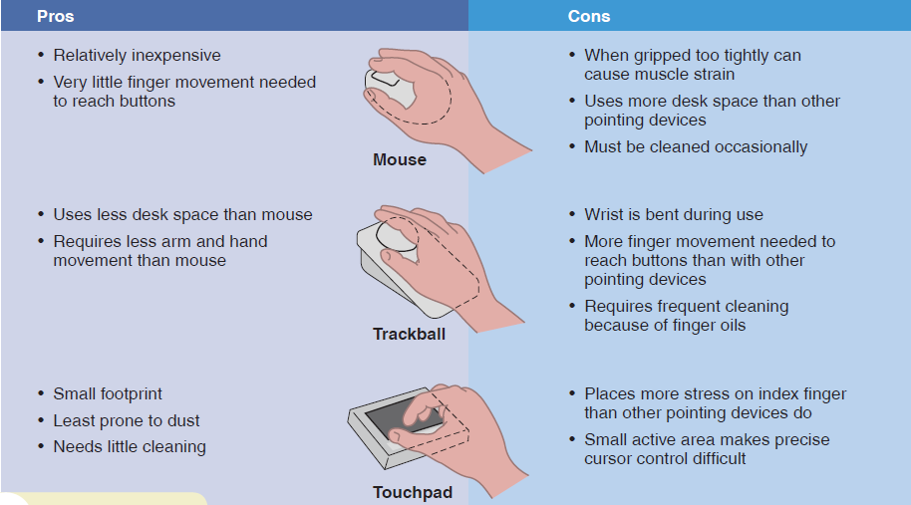 Pros
Cons
• Relatively inexpensive
• Very little finger movement needed
to reach buttons
Mouse
• When gripped too tightly can
cause muscle strain
• Uses more desk space than other
pointing devices
• Must be cleaned occasionally
• Uses less desk space than mouse
• Requires less arm and hand
movement than mouse
Trackball
• Wrist is bent during use
• More finger movement needed to
reach buttons than with other
pointing devices
• Requires frequent cleaning
because of finger oils
• Small footprint
• Least prone to dust
• Needs little cleaning
Touchpad
• Places more stress on index finger
than other pointing devices do
• Small active area makes precise
cursor control difficult